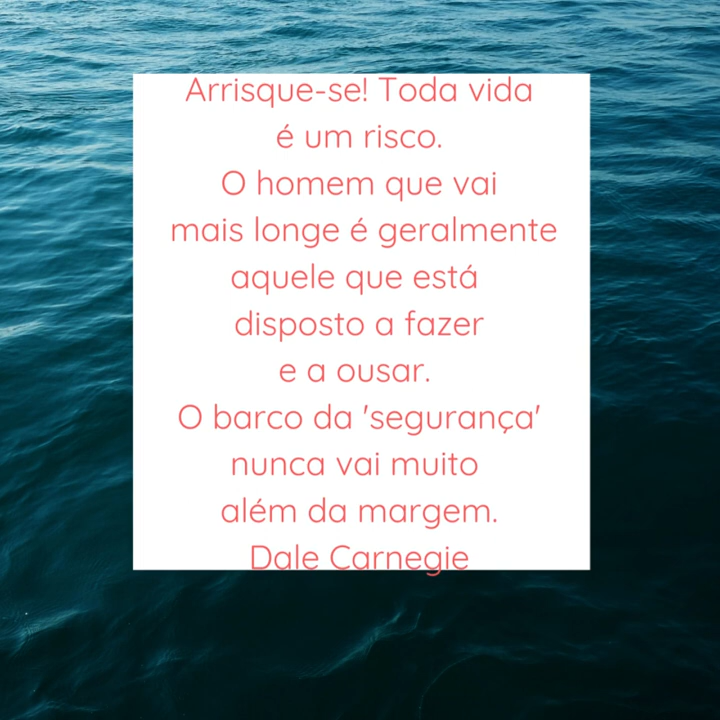 Arrisque-se! Toda vida
é um risco.
O homem que vai
mais longe é geralmente
aquele que está
disposto a fazer
e a ousar.
O barco da 'segurança'
nunca vai muito
além da margem.
Dale Carnegie